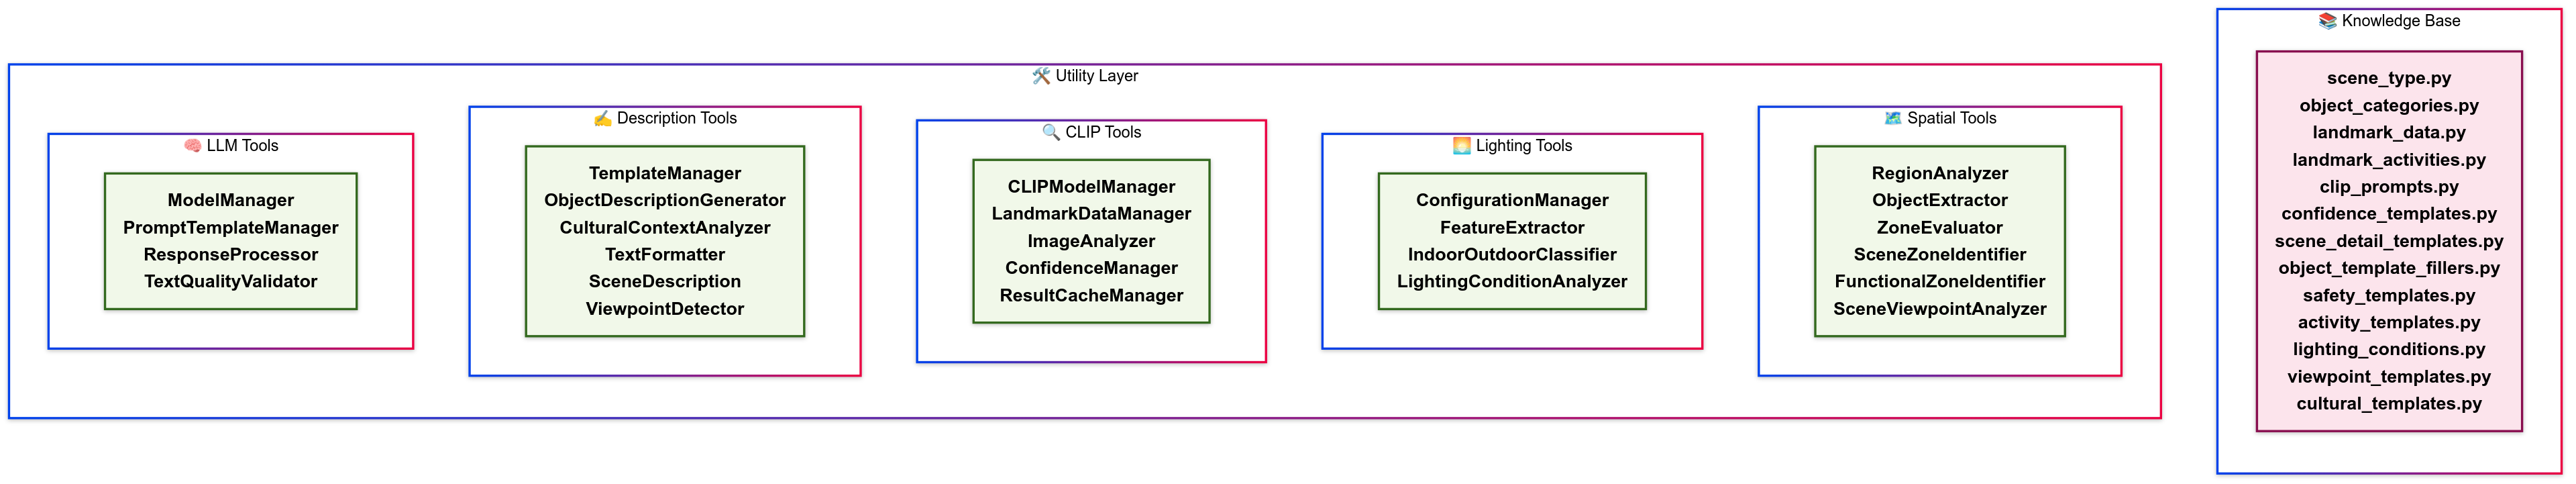 🛠️ Utility Layer
🧠 LLM Tools
ModelManager
PromptTemplateManager
ResponseProcessor
TextQualityValidator
✍️ Description Tools
TemplateManager
ObjectDescriptionGenerator
CulturalContextAnalyzer
TextFormatter
SceneDescription
ViewpointDetector
🔍 CLIP Tools
CLIPModelManager
LandmarkDataManager
ImageAnalyzer
ConfidenceManager
ResultCacheManager
🌅 Lighting Tools
ConfigurationManager
FeatureExtractor
IndoorOutdoorClassifier
LightingConditionAnalyzer
🗺️ Spatial Tools
RegionAnalyzer
ObjectExtractor
ZoneEvaluator
SceneZoneIdentifier
FunctionalZoneIdentifier
SceneViewpointAnalyzer
📚 Knowledge Base
scene_type.py
object_categories.py
landmark_data.py
landmark_activities.py
clip_prompts.py
confidence_templates.py
scene_detail_templates.py
object_template_fillers.py
safety_templates.py
activity_templates.py
lighting_conditions.py
viewpoint_templates.py
cultural_templates.py